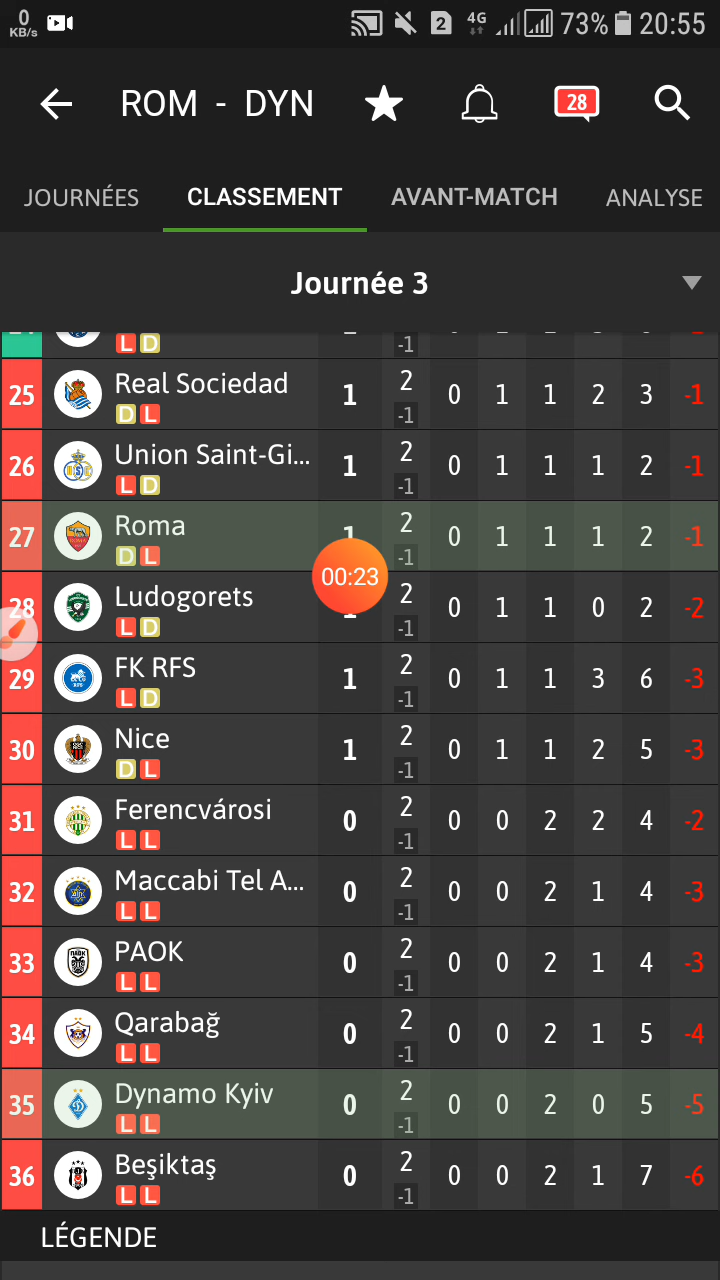 0 KB/s 2 4G 73% 20:55
ROM - DYN 28
JOURNÉES CLASSEMENT AVANT-MATCH ANALYSE
Journée 3
L D -1
25 Real Sociedad D L 1 2 -1 0 1 1 2 3 -1
26 Union Saint-Gi... L D 1 2 -1 0 1 1 1 2 -1
27 Roma D L 1 2 -1 0 1 1 1 2 -1
00:23
28 Ludogorets L D 2 -1 0 1 1 0 2 -2
29 FK RFS L D 1 2 -1 0 1 1 3 6 -3
30 Nice D L 1 2 -1 0 1 1 2 5 -3
31 Ferencvárosi L L 0 2 -1 0 0 2 2 4 -2
32 Maccabi Tel A... L L 0 2 -1 0 0 2 1 4 -3
33 PAOK L L 0 2 -1 0 0 2 1 4 -3
34 Qarabağ L L 0 2 -1 0 0 2 1 5 -4
35 Dynamo Kyiv L L 0 2 -1 0 0 2 0 5 -5
36 Beşiktaş L L 0 2 -1 0 0 2 1 7 -6
LÉGENDE